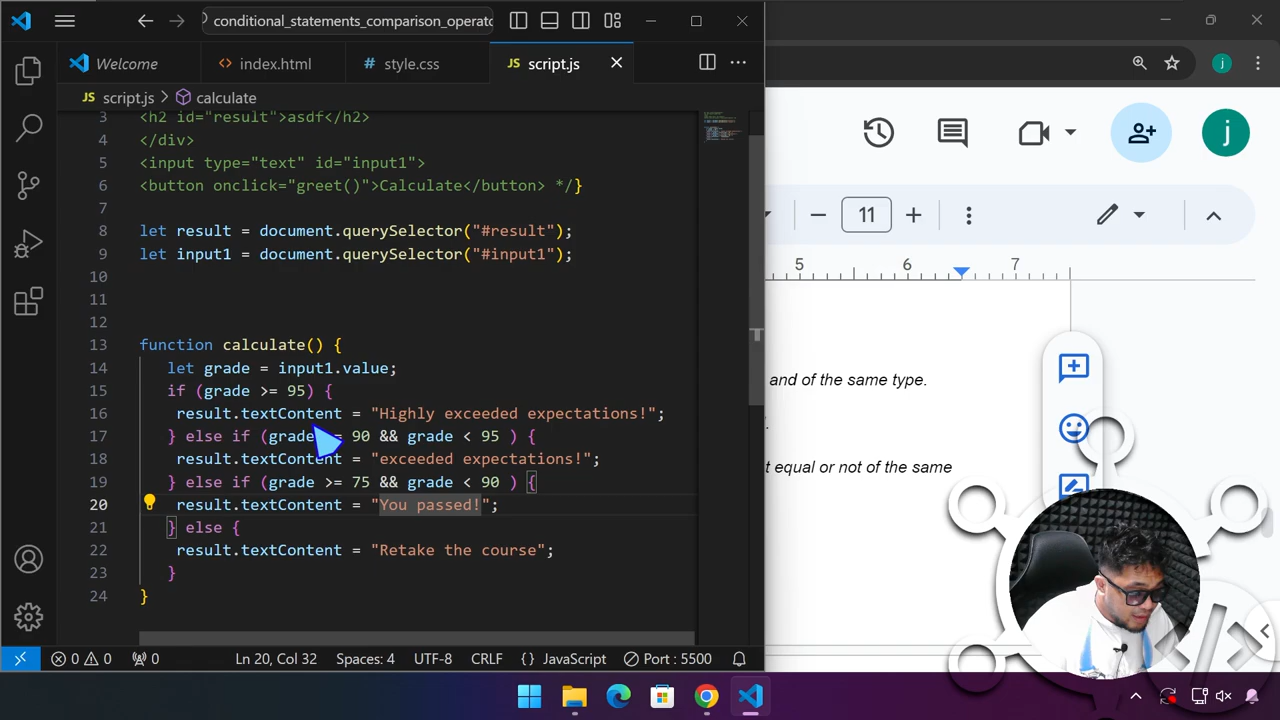 conditional_statements_comparison_operato
Welcome
index.html
# style.css
JS script.js
JS script.js > calculate
3 <h2 id="result">asdf</h2>
4 </div>
5 <input type="text" id="input1">
6 <button onclick="greet()">Calculate</button> */}
7
8 let result = document.querySelector("#result");
9 let input1 = document.querySelector("#input1");
10
11
12
13 function calculate() {
14 let grade = input1.value;
15 if (grade >= 95) {
16 result.textContent = "Highly exceeded expectations!";
17 } else if (grade = 90 && grade < 95 ) {
18 result.textContent = "exceeded expectations!";
19 } else if (grade >= 75 && grade < 90 ) {
20 result.textContent = "You passed!";
21 } else {
22 result.textContent = "Retake the course";
23 }
24 }
0 0 0 Ln 20, Col 32 Spaces: 4 UTF-8 CRLF {} JavaScript Port : 5500
j
j
11
5 6 7
and of the same type.
t equal or not of the same